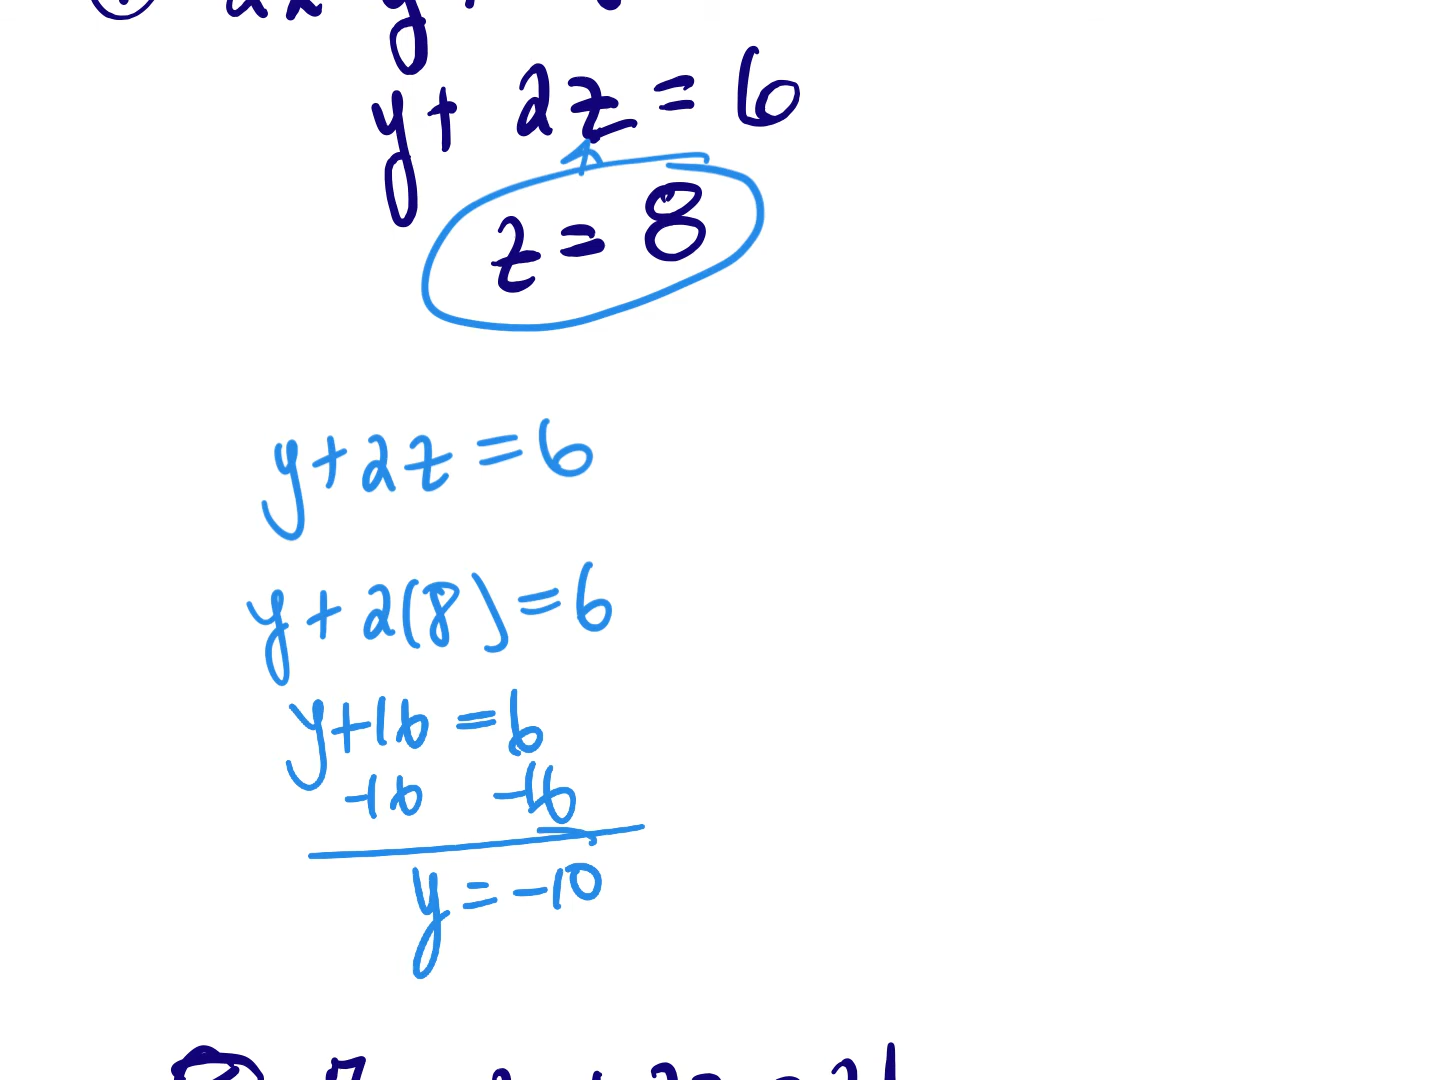 y + 2z = 6
z = 8
y + 2z = 6
y + 2(8) = 6
y + 16 = 6
-16 -16
y = -10